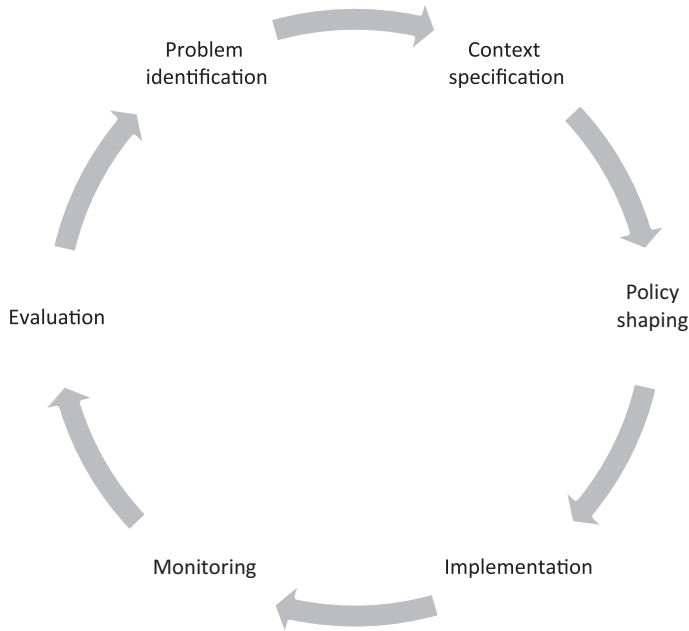 Problem
identification
Context
specification
Policy
shaping
Implementation
Monitoring
Evaluation